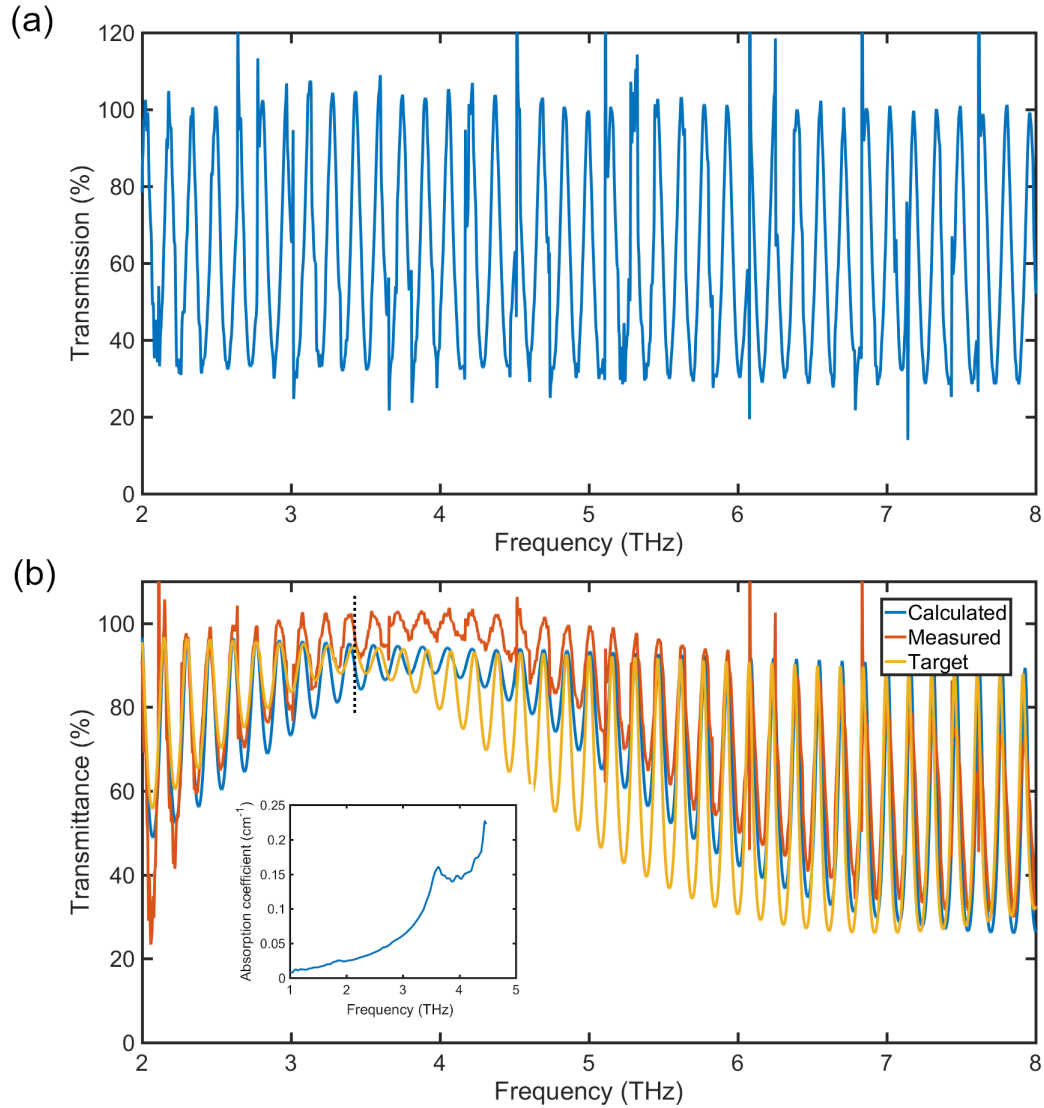 (a)
120
100
80
60
40
20
0
Transmission (%)
2 3 4 5 6 7 8
Frequency (THz)
(b)
100
80
60
40
20
0
Transmittance (%)
Calculated
Measured
Target
0.25
0.2
0.15
0.1
0.05
0
Absorption coefficient (cm⁻¹)
1 2 3 4 5
Frequency (THz)
2 3 4 5 6 7 8
Frequency (THz)